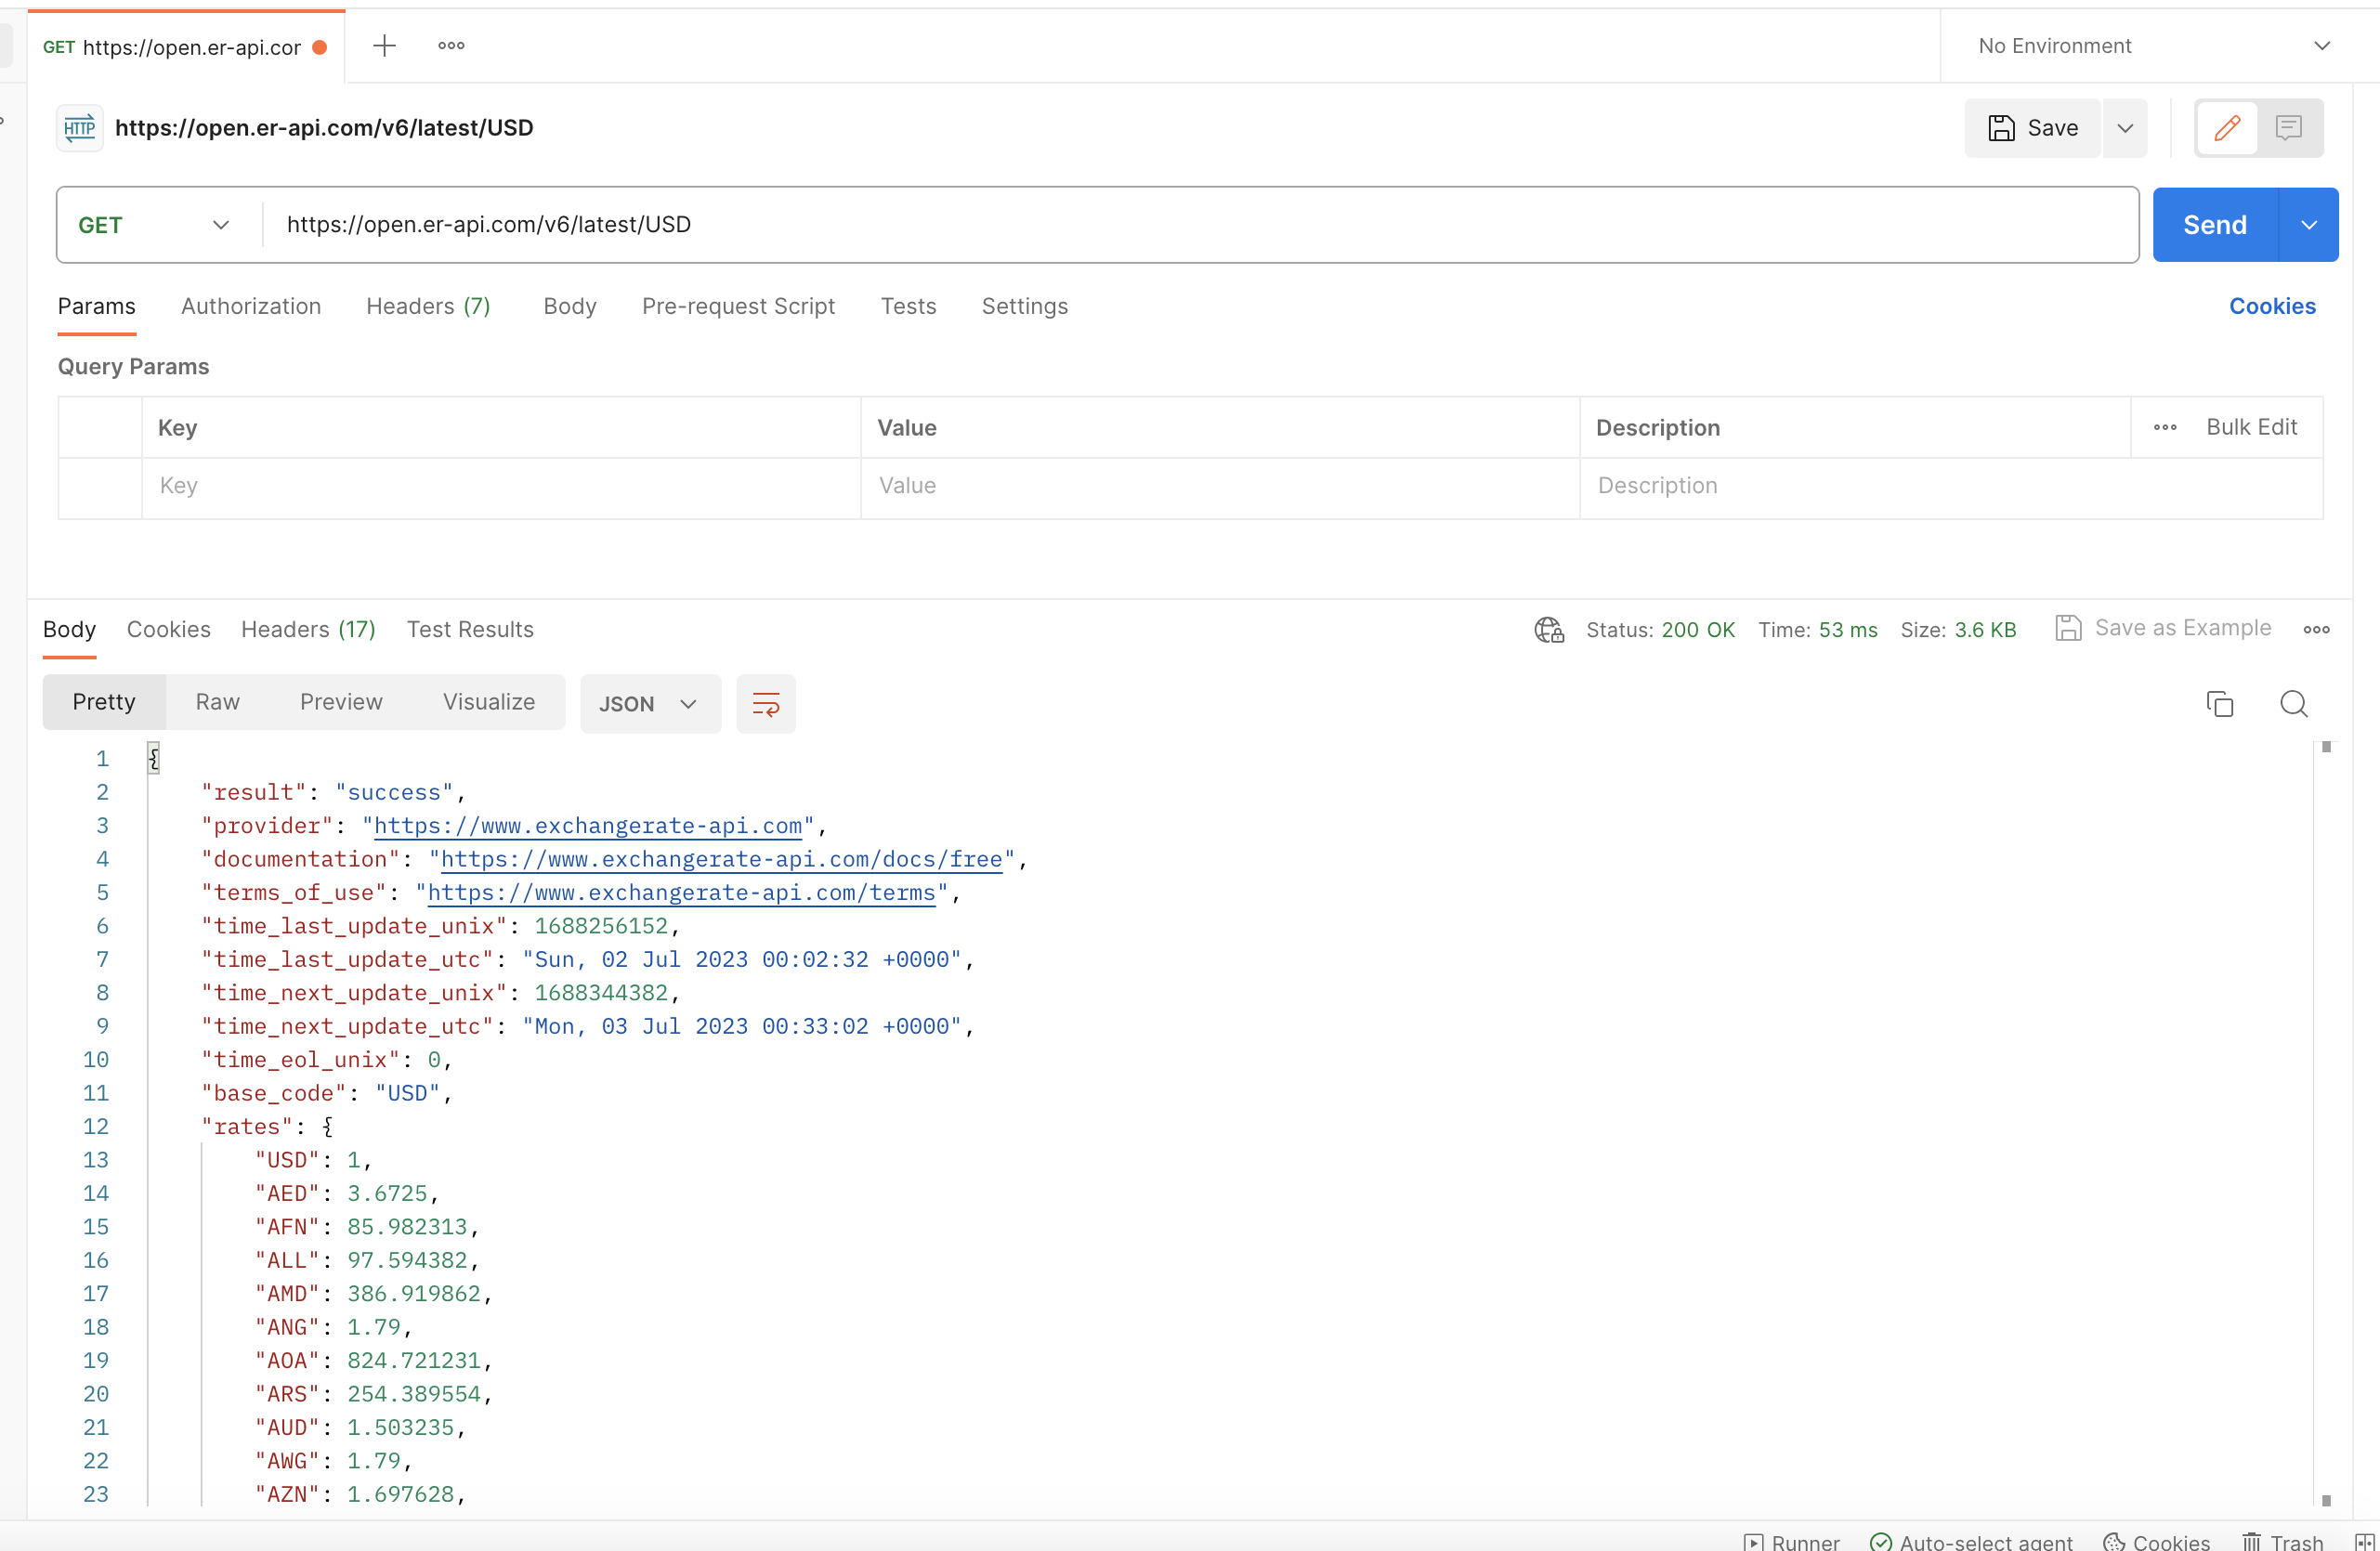 GET https://open.er-api.cor
No Environment
HTTP https://open.er-api.com/v6/latest/USD
Save
GET https://open.er-api.com/v6/latest/USD
Send
Params Authorization Headers (7) Body Pre-request Script Tests Settings Cookies
Query Params
Key Value Description Bulk Edit
Key Value Description
Body Cookies Headers (17) Test Results Status: 200 OK Time: 53 ms Size: 3.6 KB Save as Example
Pretty Raw Preview Visualize JSON
1 {
2 "result": "success",
3 "provider": "https://www.exchangerate-api.com",
4 "documentation": "https://www.exchangerate-api.com/docs/free",
5 "terms_of_use": "https://www.exchangerate-api.com/terms",
6 "time_last_update_unix": 1688256152,
7 "time_last_update_utc": "Sun, 02 Jul 2023 00:02:32 +0000",
8 "time_next_update_unix": 1688344382,
9 "time_next_update_utc": "Mon, 03 Jul 2023 00:33:02 +0000",
10 "time_eol_unix": 0,
11 "base_code": "USD",
12 "rates": {
13 "USD": 1,
14 "AED": 3.6725,
15 "AFN": 85.982313,
16 "ALL": 97.594382,
17 "AMD": 386.919862,
18 "ANG": 1.79,
19 "AOA": 824.721231,
20 "ARS": 254.389554,
21 "AUD": 1.503235,
22 "AWG": 1.79,
23 "AZN": 1.697628,
Runner Auto-select agent Cookies Trash